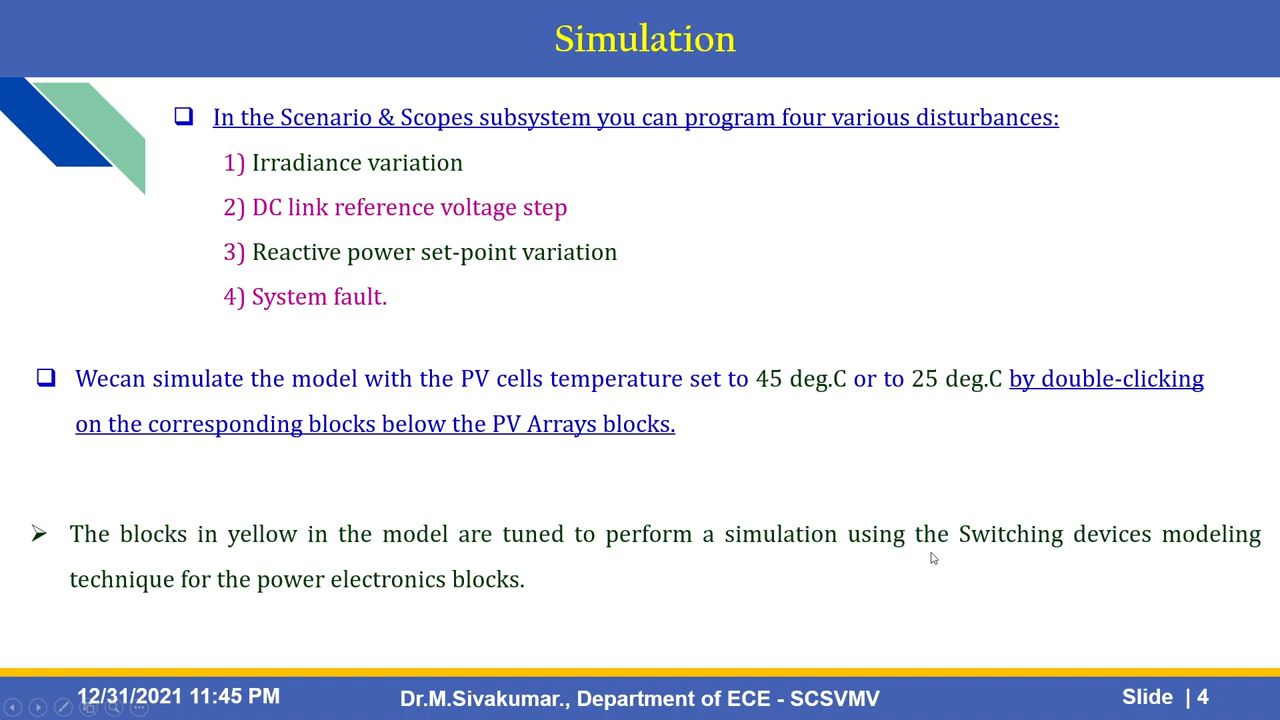 Simulation
In the Scenario & Scopes subsystem you can program four various disturbances:
1) Irradiance variation
2) DC link reference voltage step
3) Reactive power set-point variation
4) System fault.
Wecan simulate the model with the PV cells temperature set to 45 deg.C or to 25 deg.C by double-clicking
on the corresponding blocks below the PV Arrays blocks.
The blocks in yellow in the model are tuned to perform a simulation using the Switching devices modeling
technique for the power electronics blocks.
12/31/2021 11:45 PM
Dr.M.Sivakumar., Department of ECE - SCSVMV
Slide | 4